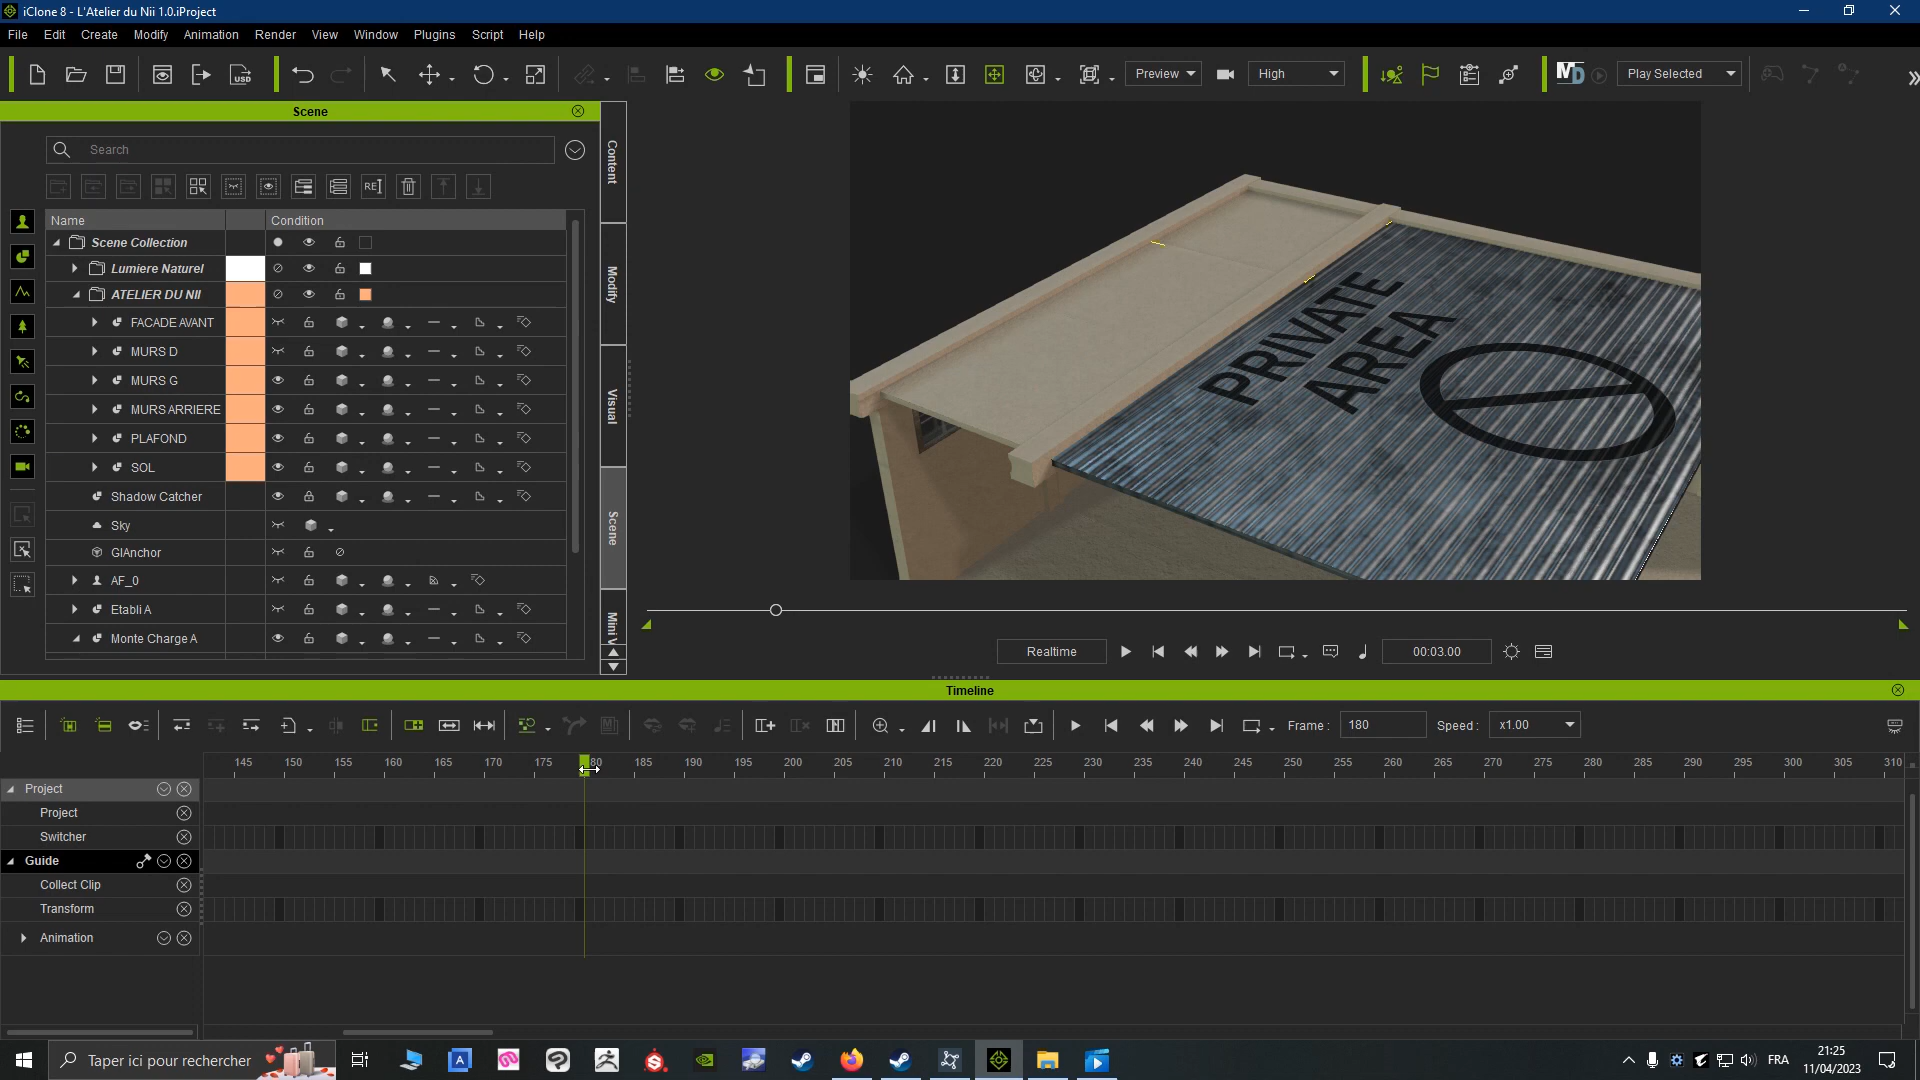 iClone 8 - L'Atelier du Nii 1.0.iProject
File Edit Create Modify Animation Render View Window Plugins Script Help
USD Preview High MD Play Selected
Scene
Search
REI
Name Condition
Scene Collection
Lumiere Naturel
ATELIER DU NII
FACADE AVANT
MURS D
MURS G
MURS ARRIERE
PLAFOND
SOL
Shadow Catcher
Sky
GIAnchor
AF_0
Etabli A
Monte Charge A
Content
Modify
Visual
Scene
Mini V
PRIVATE
AREA
Realtime 00:03.00
Timeline
Frame : 180 Speed : x1.00
145 150 155 160 165 170 175 80 185 190 195 200 205 210 215 220 225 230 235 240 245 250 255 260 265 270 275 280 285 290 295 300 305 310
Project
Project
Switcher
Guide
Collect Clip
Transform
Animation
Taper ici pour rechercher
FRA
21:25
11/04/2023